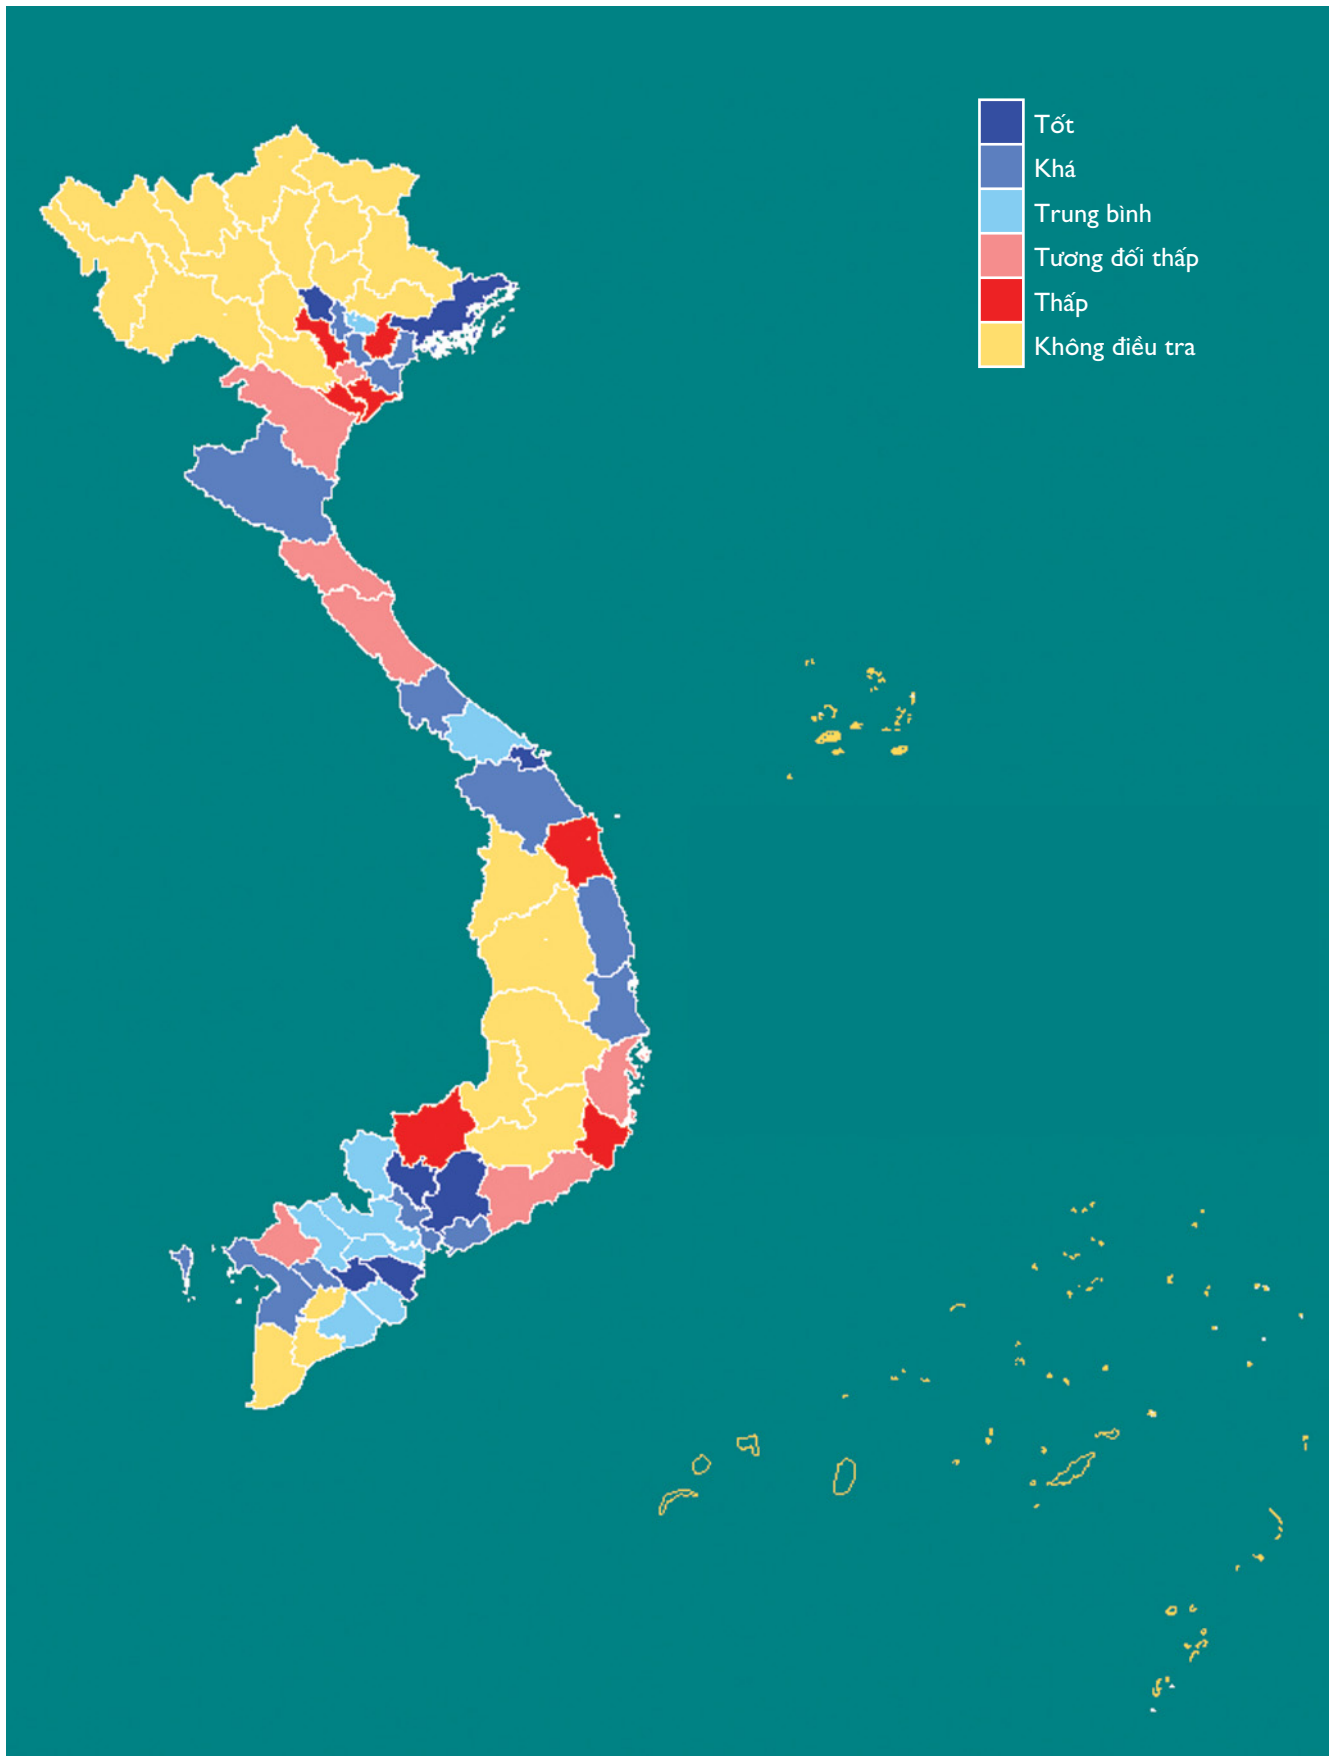 Tốt
Khá
Trung bình
Tương đối thấp
Thấp
Không điều tra